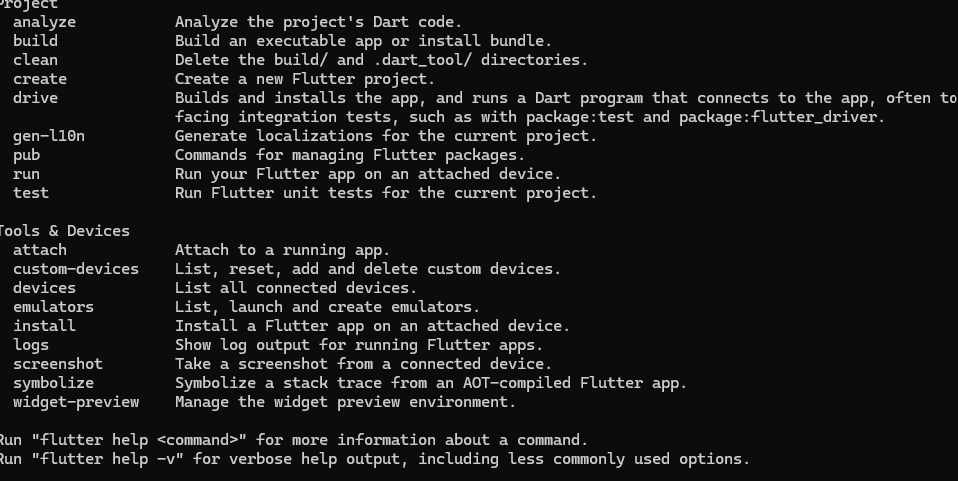 Project
  analyze           Analyze the project's Dart code.
  build             Build an executable app or install bundle.
  clean             Delete the build/ and .dart_tool/ directories.
  create            Create a new Flutter project.
  drive             Builds and installs the app, and runs a Dart program that connects to the app, often to
                    facing integration tests, such as with package:test and package:flutter_driver.
  gen-l10n          Generate localizations for the current project.
  pub               Commands for managing Flutter packages.
  run               Run your Flutter app on an attached device.
  test              Run Flutter unit tests for the current project.

Tools & Devices
  attach            Attach to a running app.
  custom-devices    List, reset, add and delete custom devices.
  devices           List all connected devices.
  emulators         List, launch and create emulators.
  install           Install a Flutter app on an attached device.
  logs              Show log output for running Flutter apps.
  screenshot        Take a screenshot from a connected device.
  symbolize         Symbolize a stack trace from an AOT-compiled Flutter app.
  widget-preview    Manage the widget preview environment.

Run "flutter help <command>" for more information about a command.
Run "flutter help -v" for verbose help output, including less commonly used options.